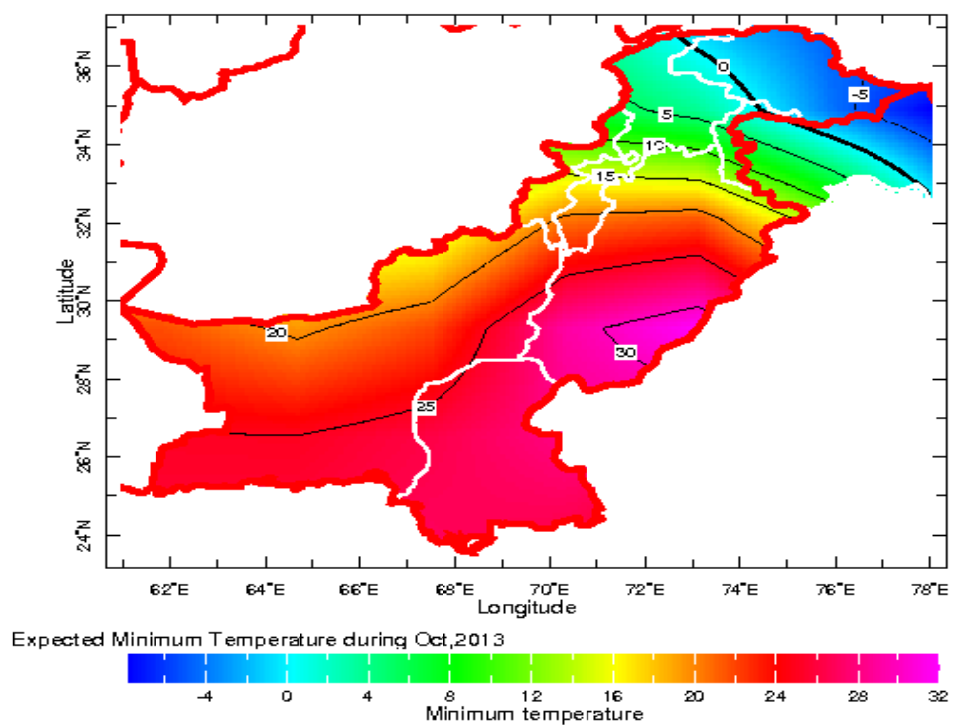 36°N
34°N
32°N
30°N
28°N
26°N
24°N
Latitude
0
-5
5
10
15
20
25
30
62°E
64°E
66°E
68°E
70°E
72°E
74°E
76°E
78°E
Longitude
Expected Minimum Temperature during Oct,2013
-4 0 4 8 12 16 20 24 28 32
Minimum temperature